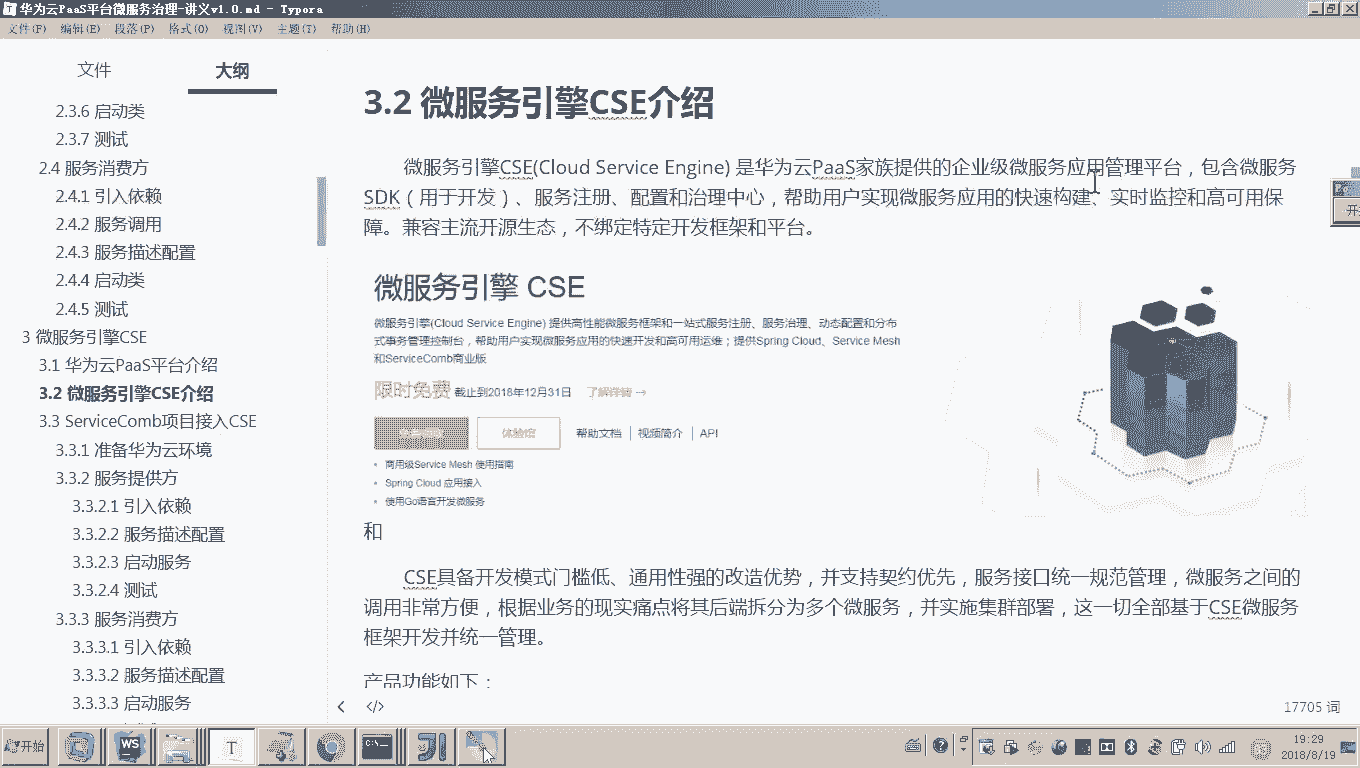 华为云PaaS平台微服务治理-讲义v1.0.md - Typora
文件(F) 编辑(E) 段落(P) 格式(O) 视图(V) 主题(T) 帮助(H)
文件 大纲
2.3.6 启动类
2.3.7 测试
2.4 服务消费方
2.4.1 引入依赖
2.4.2 服务调用
2.4.3 服务描述配置
2.4.4 启动类
2.4.5 测试
3 微服务引擎CSE
3.1 华为云PaaS平台介绍
3.2 微服务引擎CSE介绍
3.3 ServiceComb项目接入CSE
3.3.1 准备华为云环境
3.3.2 服务提供方
3.3.2.1 引入依赖
3.3.2.2 服务描述配置
3.3.2.3 启动服务
3.3.2.4 测试
3.3.3 服务消费方
3.3.3.1 引入依赖
3.3.3.2 服务描述配置
3.3.3.3 启动服务
3.2 微服务引擎CSE介绍
微服务引擎CSE(Cloud Service Engine) 是华为云PaaS家族提供的企业级微服务应用管理平台，包含微服务
SDK（用于开发）、服务注册、配置和治理中心，帮助用户实现微服务应用的快速构建、实时监控和高可用保
障。兼容主流开源生态，不绑定特定开发框架和平台。
微服务引擎 CSE
微服务引擎(Cloud Service Engine) 提供高性能微服务框架和一站式服务注册、服务治理、动态配置和分布
式事务管理控制台，帮助用户实现微服务应用的快速开发和高可用运维；提供Spring Cloud、Service Mesh
和ServiceComb商业版
限时免费 截止到2018年12月31日 了解详情 →
体验馆 帮助文档 视频简介 API
商用级Service Mesh 使用指南
Spring Cloud 应用接入
使用Go语言开发微服务
和
CSE具备开发模式门槛低、通用性强的改造优势，并支持契约优先，服务接口统一规范管理，微服务之间的
调用非常方便，根据业务的现实痛点将其后端拆分为多个微服务，并实施集群部署，这一切全部基于CSE微服务
框架开发并统一管理。
产品功能如下：
17705 词
开始
19:29
2018/8/19